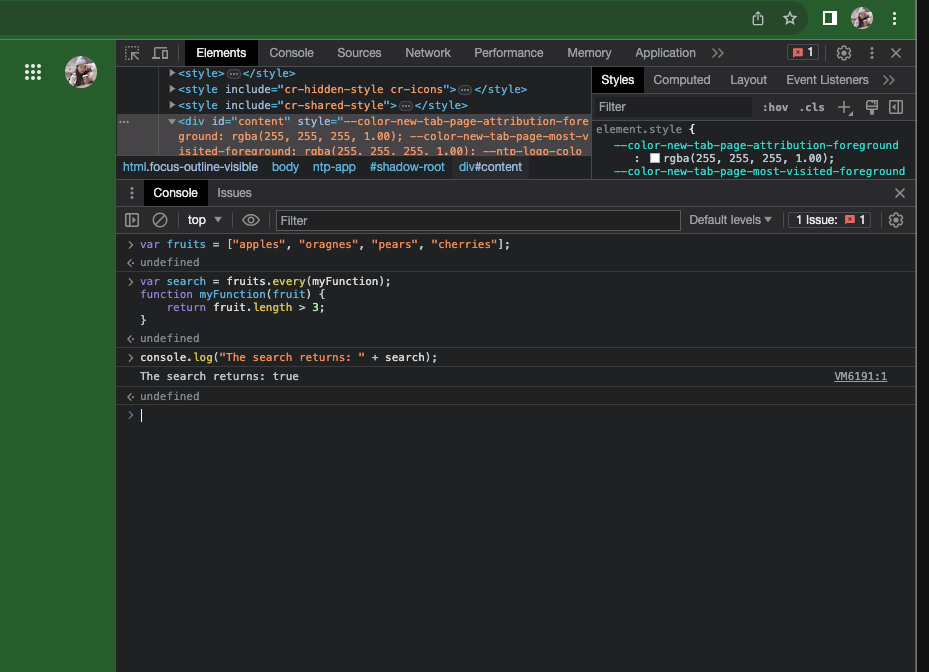 Elements Console Sources Network Performance Memory Application >> 1
<style> … </style>
<style include="cr-hidden-style cr-icons"> … </style>
<style include="cr-shared-style"> … </style>
<div id="content" style="--color-new-tab-page-attribution-fore
ground: rgba(255, 255, 255, 1.00); --color-new-tab-page-most-v
isited-foreground: rgba(255, 255, 255, 1.00); --ntp-logo-colo
html.focus-outline-visible body ntp-app #shadow-root div#content
Styles Computed Layout Event Listeners >>
Filter :hov .cls
element.style {
--color-new-tab-page-attribution-foreground
: rgba(255, 255, 255, 1.00);
--color-new-tab-page-most-visited-foreground
Console Issues
top Filter Default levels 1 Issue: 1
> var fruits = ["apples", "oragnes", "pears", "cherries"];
undefined
> var search = fruits.every(myFunction);
function myFunction(fruit) {
return fruit.length > 3;
}
undefined
> console.log("The search returns: " + search);
The search returns: true VM6191:1
undefined
>